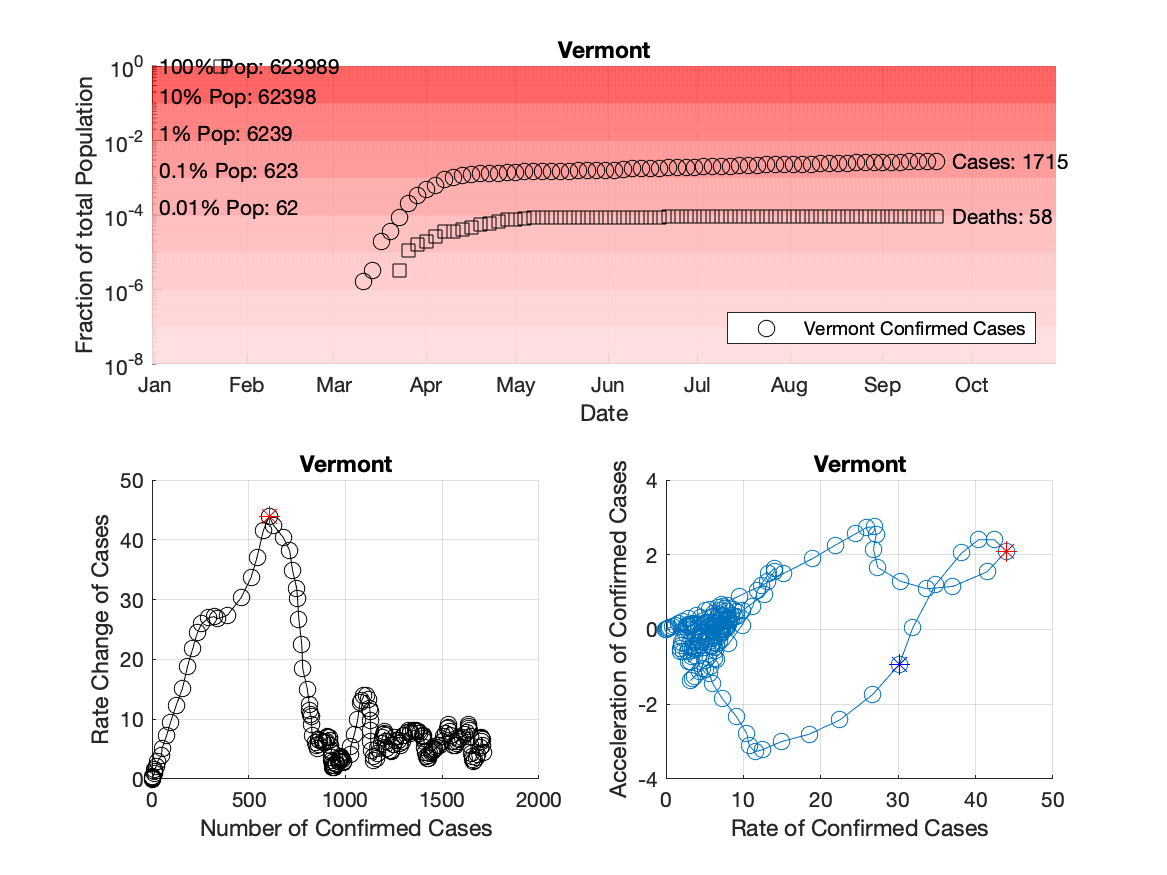 Vermont
Fraction of total Population
10^0
10^-2
10^-4
10^-6
10^-8
100% Pop: 623989
10% Pop: 62398
1% Pop: 6239
0.1% Pop: 623
0.01% Pop: 62
Cases: 1715
Deaths: 58
Vermont Confirmed Cases
Jan Feb Mar Apr May Jun Jul Aug Sep Oct
Date
Vermont
Rate Change of Cases
50
40
30
20
10
0
0 500 1000 1500 2000
Number of Confirmed Cases
Vermont
Acceleration of Confirmed Cases
4
2
0
-2
-4
0 10 20 30 40 50
Rate of Confirmed Cases